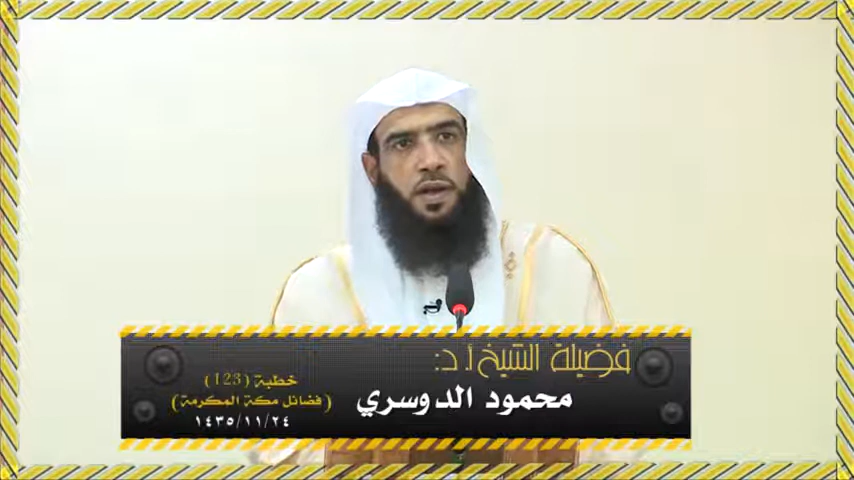 فضيلة الشيخ أ.د:
محمود الدوسري
خطبة (123)
(فضائل مكة المكرمة)
١٤٣٥/١١/٢٤